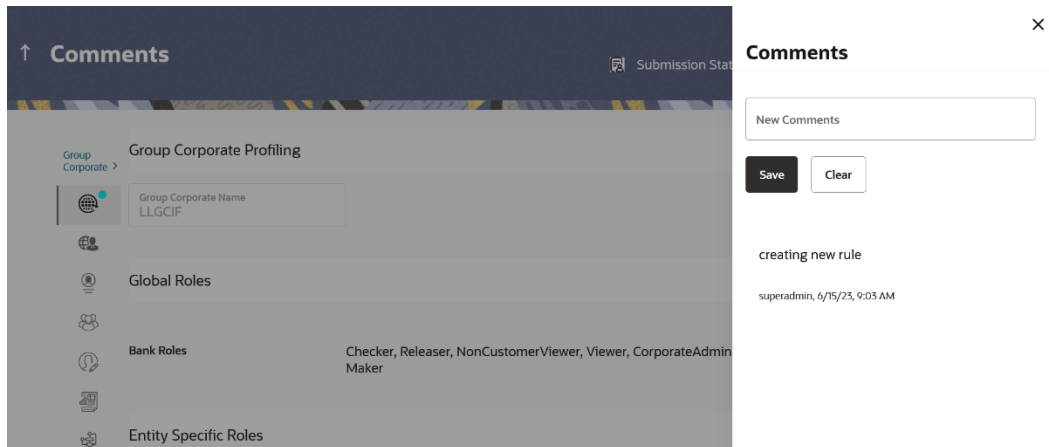 ↑ Comments
Submission Stat
Group
Corporate >
Group Corporate Profiling
Group Corporate Name
LLGCIF
Global Roles
Bank Roles
Checker, Releaser, NonCustomerViewer, Viewer, CorporateAdmin
Maker
Entity Specific Roles
Comments
New Comments
Save
Clear
creating new rule
superadmin, 6/15/23, 9:03 AM